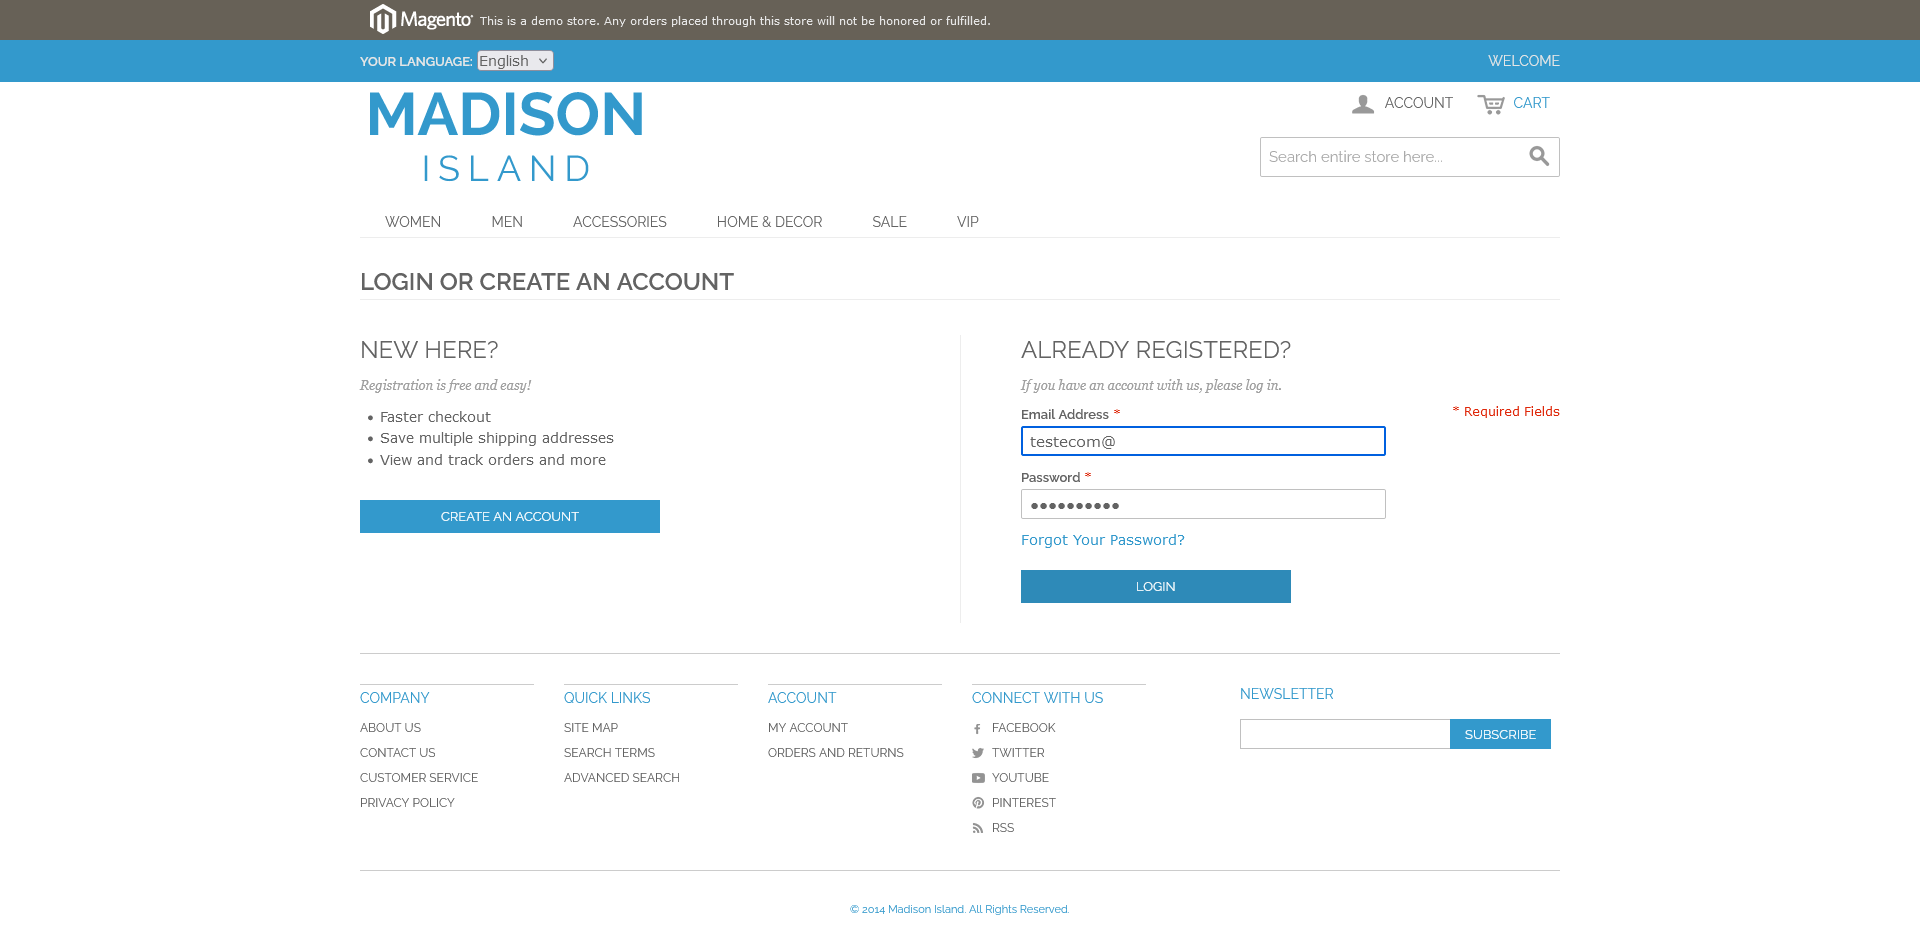 Magento
This is a demo store. Any orders placed through this store will not be honored or fulfilled.
YOUR LANGUAGE: English
WELCOME
MADISON
ISLAND
ACCOUNT
CART
Search entire store here...
WOMEN MEN ACCESSORIES HOME & DECOR SALE VIP
LOGIN OR CREATE AN ACCOUNT
NEW HERE?
Registration is free and easy!
• Faster checkout
• Save multiple shipping addresses
• View and track orders and more
CREATE AN ACCOUNT
ALREADY REGISTERED?
If you have an account with us, please log in.
* Required Fields
Email Address *
testecom@
Password *
••••••••••
Forgot Your Password?
LOGIN
COMPANY
ABOUT US
CONTACT US
CUSTOMER SERVICE
PRIVACY POLICY
QUICK LINKS
SITE MAP
SEARCH TERMS
ADVANCED SEARCH
ACCOUNT
MY ACCOUNT
ORDERS AND RETURNS
CONNECT WITH US
FACEBOOK
TWITTER
YOUTUBE
PINTEREST
RSS
NEWSLETTER
SUBSCRIBE
© 2014 Madison Island. All Rights Reserved.